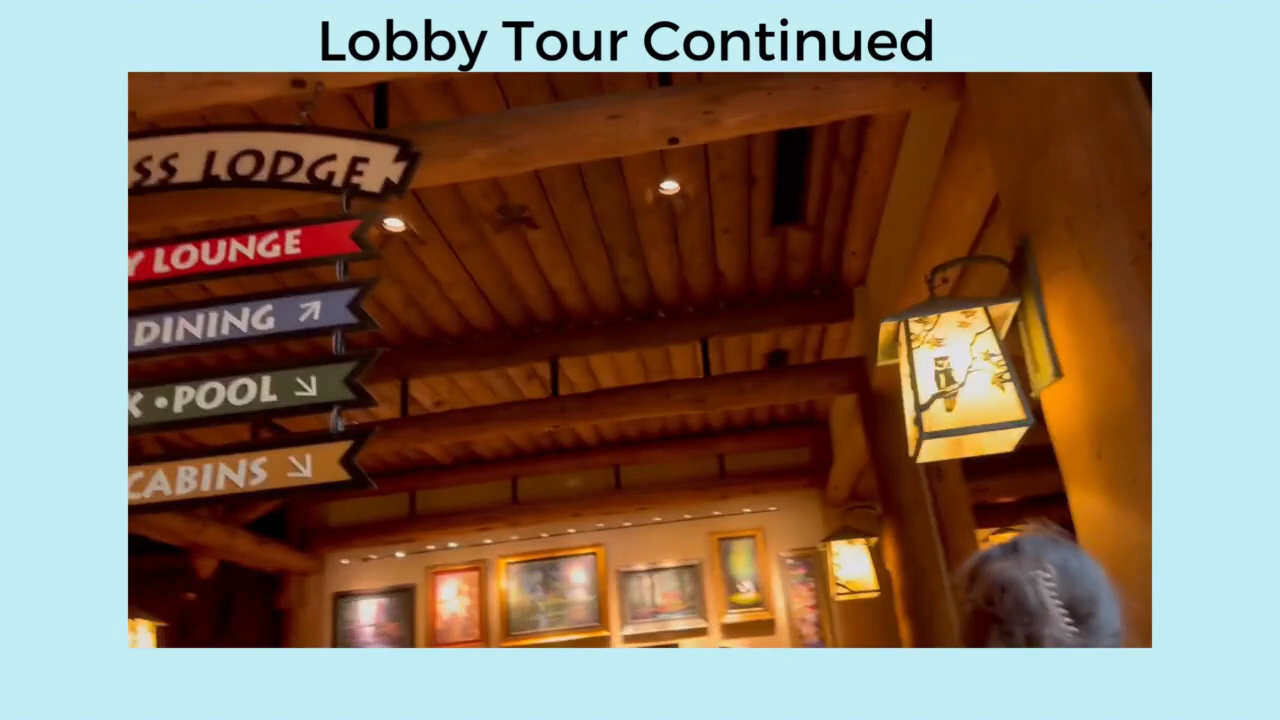 Lobby Tour Continued
SS LODGE
Y LOUNGE
DINING
X • POOL
CABINS